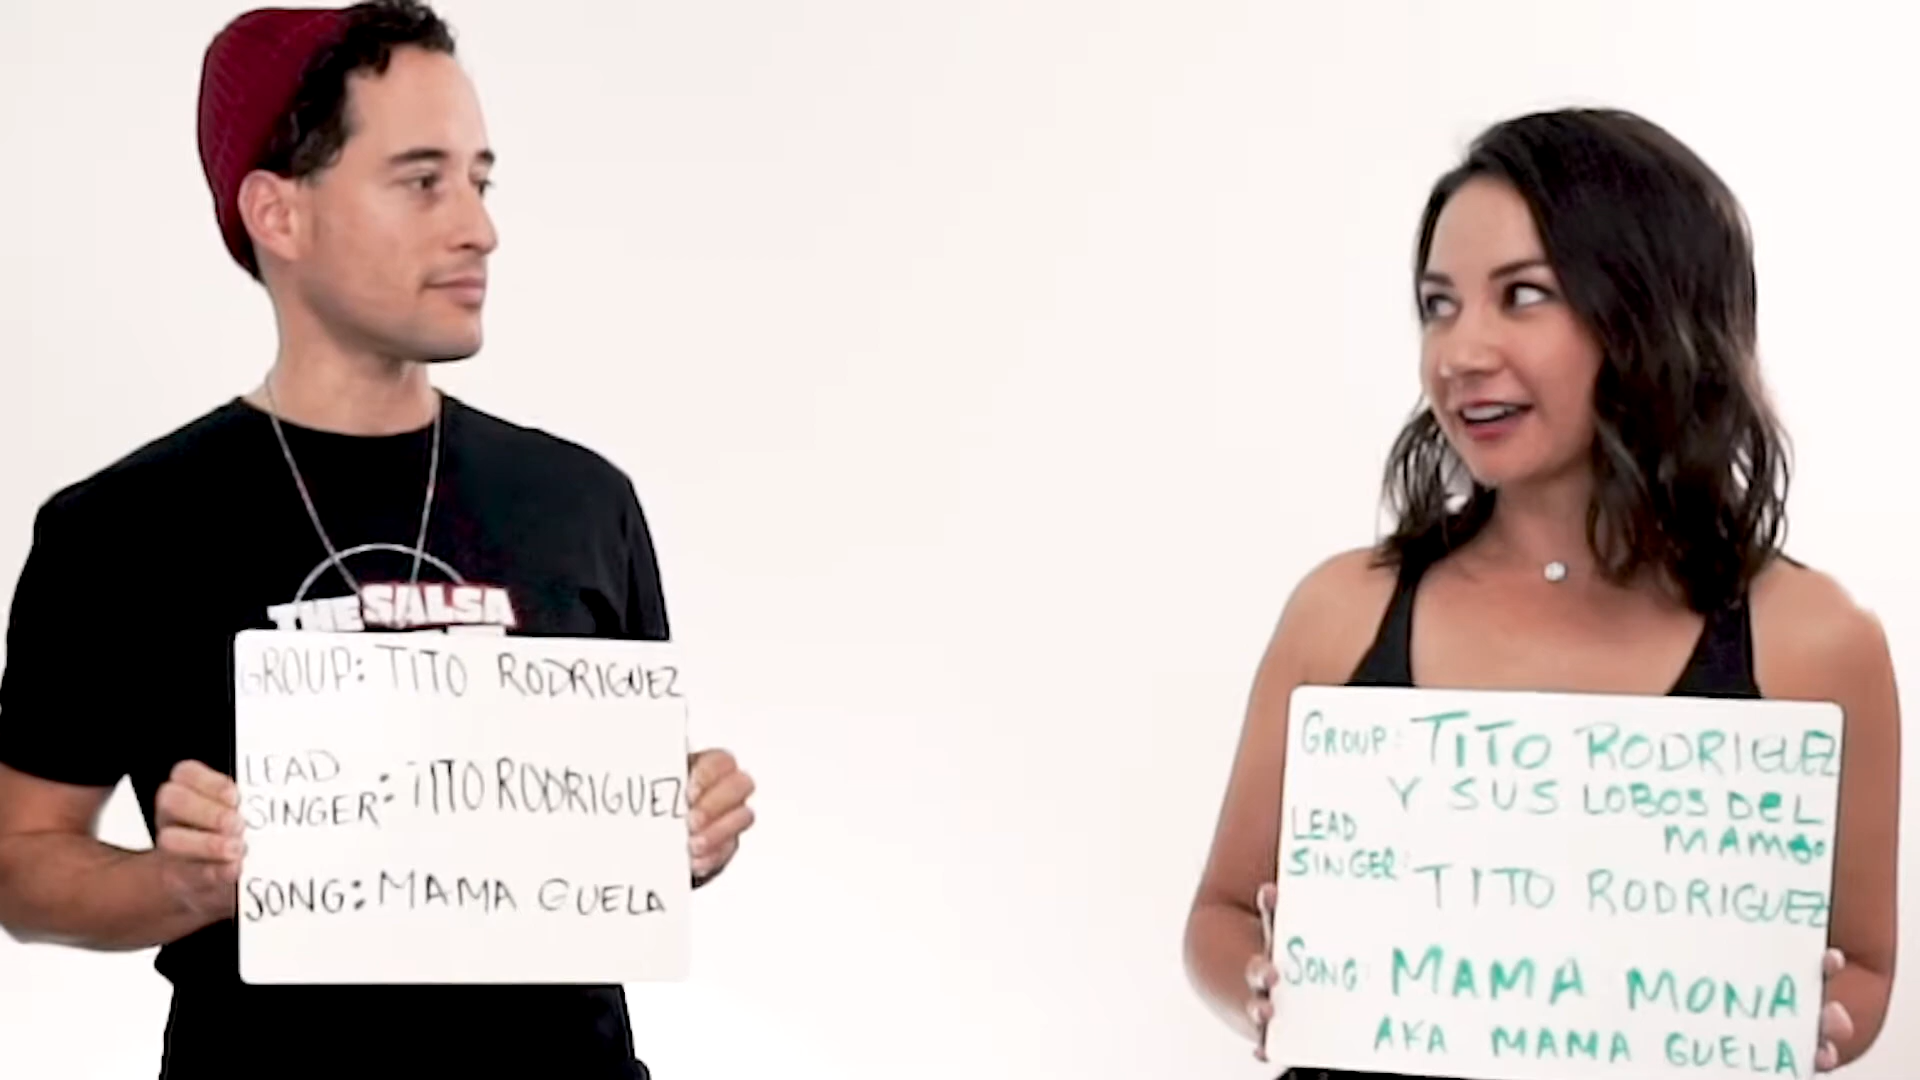 THE SALSA
GROUP: TITO RODRIGUEZ
LEAD
SINGER: TITO RODRIGUEZ
SONG: MAMA GUELA
GROUP: TITO RODRIGUEZ
Y SUS LOBOS DeL
MAMBO
LEAD
SINGER: TITO RODRIGUEZ
SONG: MAMA MONA
AKA MAMA GUELA